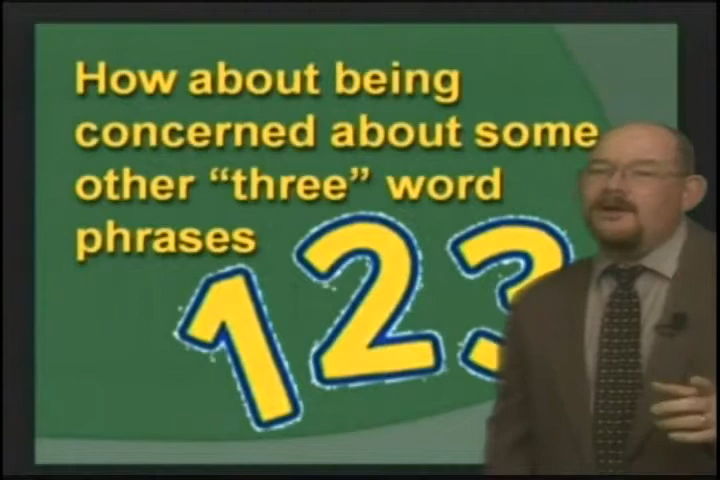 How about being
concerned about some
other “three” word
phrases
123